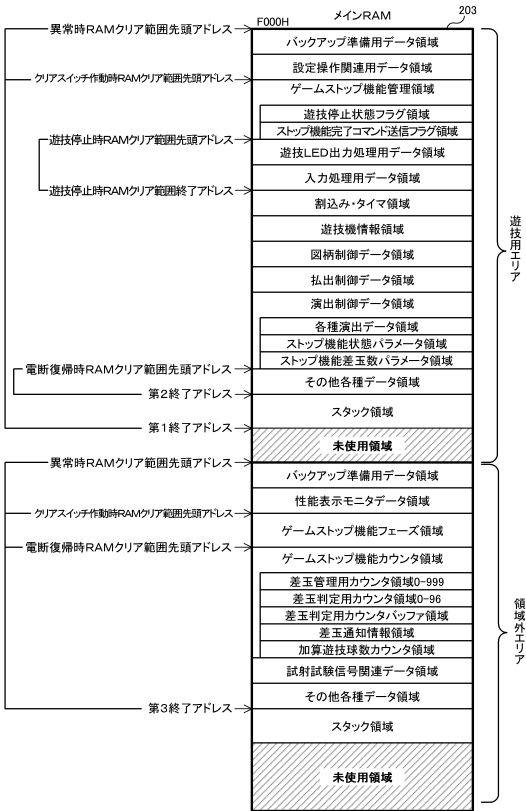 メインRAM
203
F000H
異常時RAMクリア範囲先頭アドレス
バックアップ準備用データ領域
設定操作関連用データ領域
クリアスイッチ作動時RAMクリア範囲先頭アドレス
ゲームストップ機能管理領域
遊技停止状態フラグ領域
ストップ機能完了コマンド送信フラグ領域
遊技停止時RAMクリア範囲先頭アドレス
遊技LED出力処理用データ領域
入力処理用データ領域
遊技停止時RAMクリア範囲終了アドレス
割込み・タイマ領域
遊技機情報領域
図柄制御データ領域
払出制御データ領域
演出制御データ領域
各種演出データ領域
ストップ機能状態パラメータ領域
ストップ機能差玉数パラメータ領域
電断復帰時RAMクリア範囲先頭アドレス
その他各種データ領域
第2終了アドレス
スタック領域
第1終了アドレス
未使用領域
遊技用エリア
異常時RAMクリア範囲先頭アドレス
バックアップ準備用データ領域
性能表示モニタデータ領域
クリアスイッチ作動時RAMクリア範囲先頭アドレス
ゲームストップ機能フェーズ領域
電断復帰時RAMクリア範囲先頭アドレス
ゲームストップ機能カウンタ領域
差玉管理用カウンタ領域0-999
差玉判定用カウンタ領域0-96
差玉判定用カウンタバッファ領域
差玉通知情報領域
加算遊技球数カウンタ領域
試射試験信号関連データ領域
その他各種データ領域
第3終了アドレス
スタック領域
未使用領域
領域外エリア